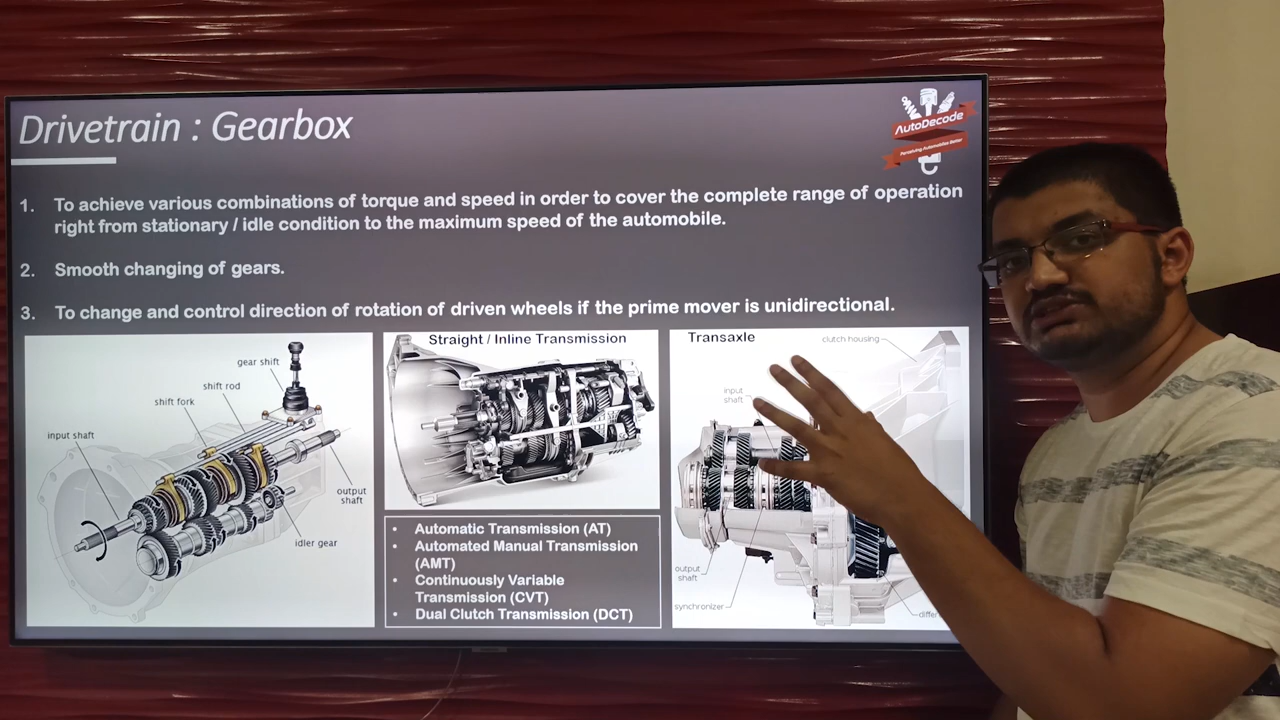 Drivetrain : Gearbox
AutoDecode
Perceiving Automobiles Better
1. To achieve various combinations of torque and speed in order to cover the complete range of operation
right from stationary / idle condition to the maximum speed of the automobile.
2. Smooth changing of gears.
3. To change and control direction of rotation of driven wheels if the prime mover is unidirectional.
gear shift
shift rod
shift fork
input shaft
output
shaft
idler gear
Straight / Inline Transmission
• Automatic Transmission (AT)
• Automated Manual Transmission
(AMT)
• Continuously Variable
Transmission (CVT)
• Dual Clutch Transmission (DCT)
Transaxle
clutch housing
input
shaft
output
shaft
synchronizer